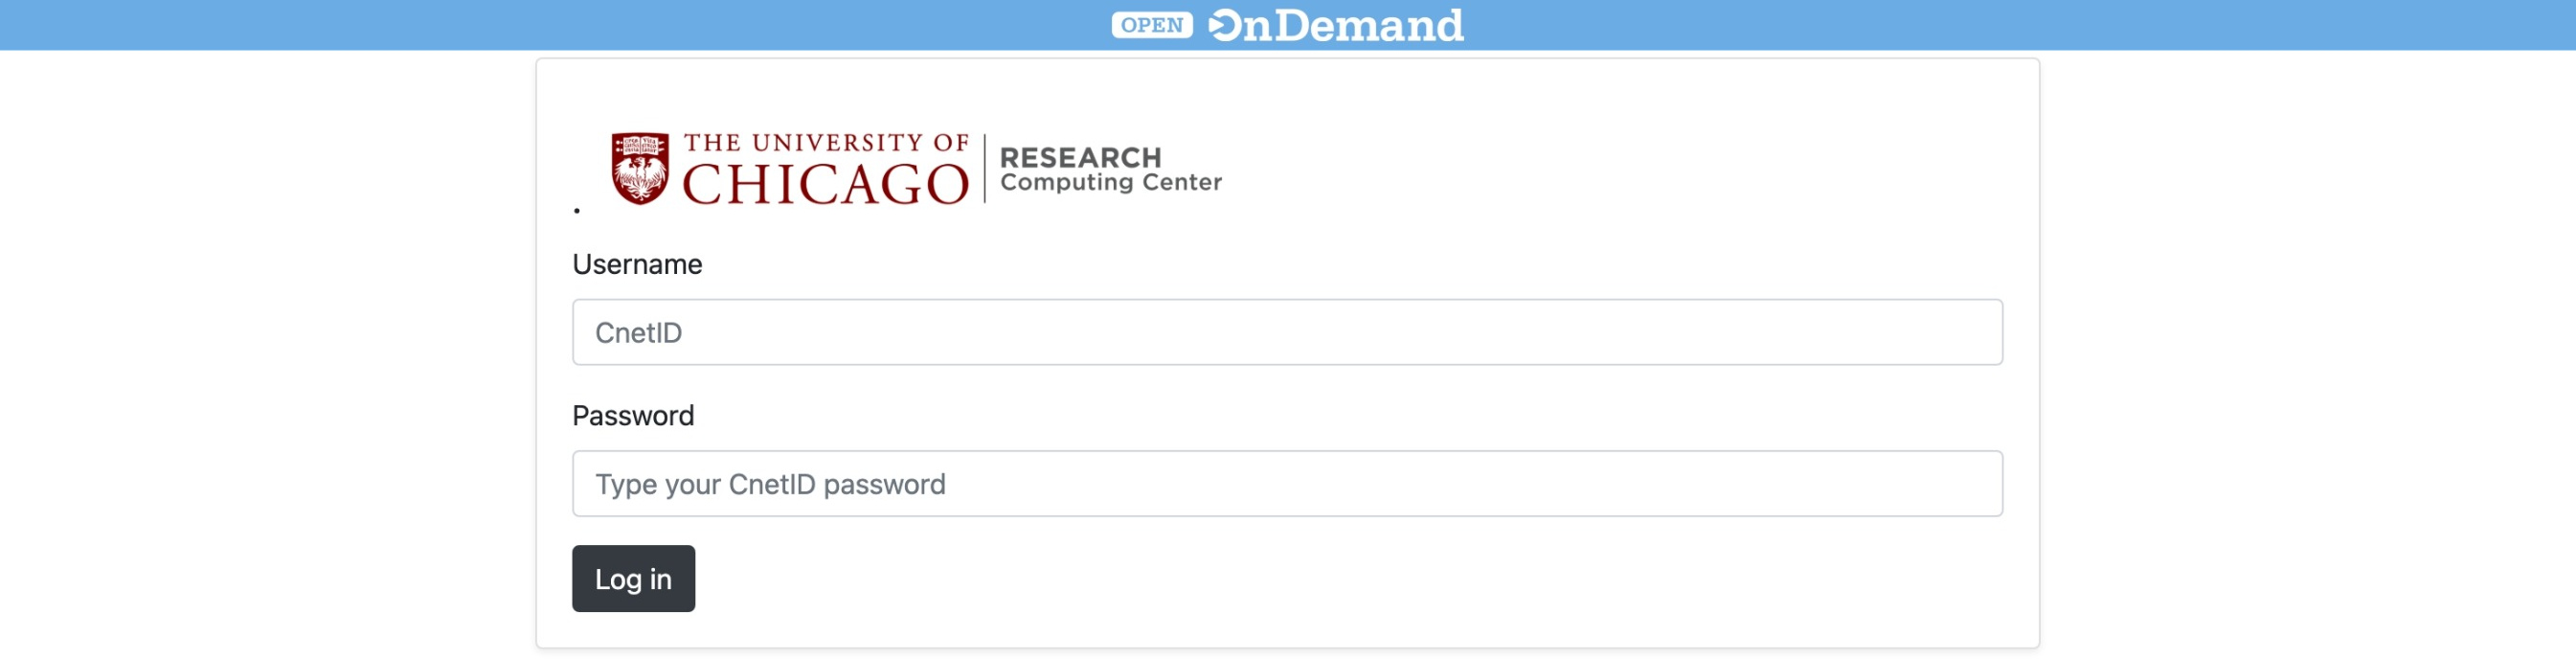 OPEN OnDemand
THE UNIVERSITY OF
CHICAGO
RESEARCH
Computing Center
.
Username
CnetID
Password
Type your CnetID password
Log in